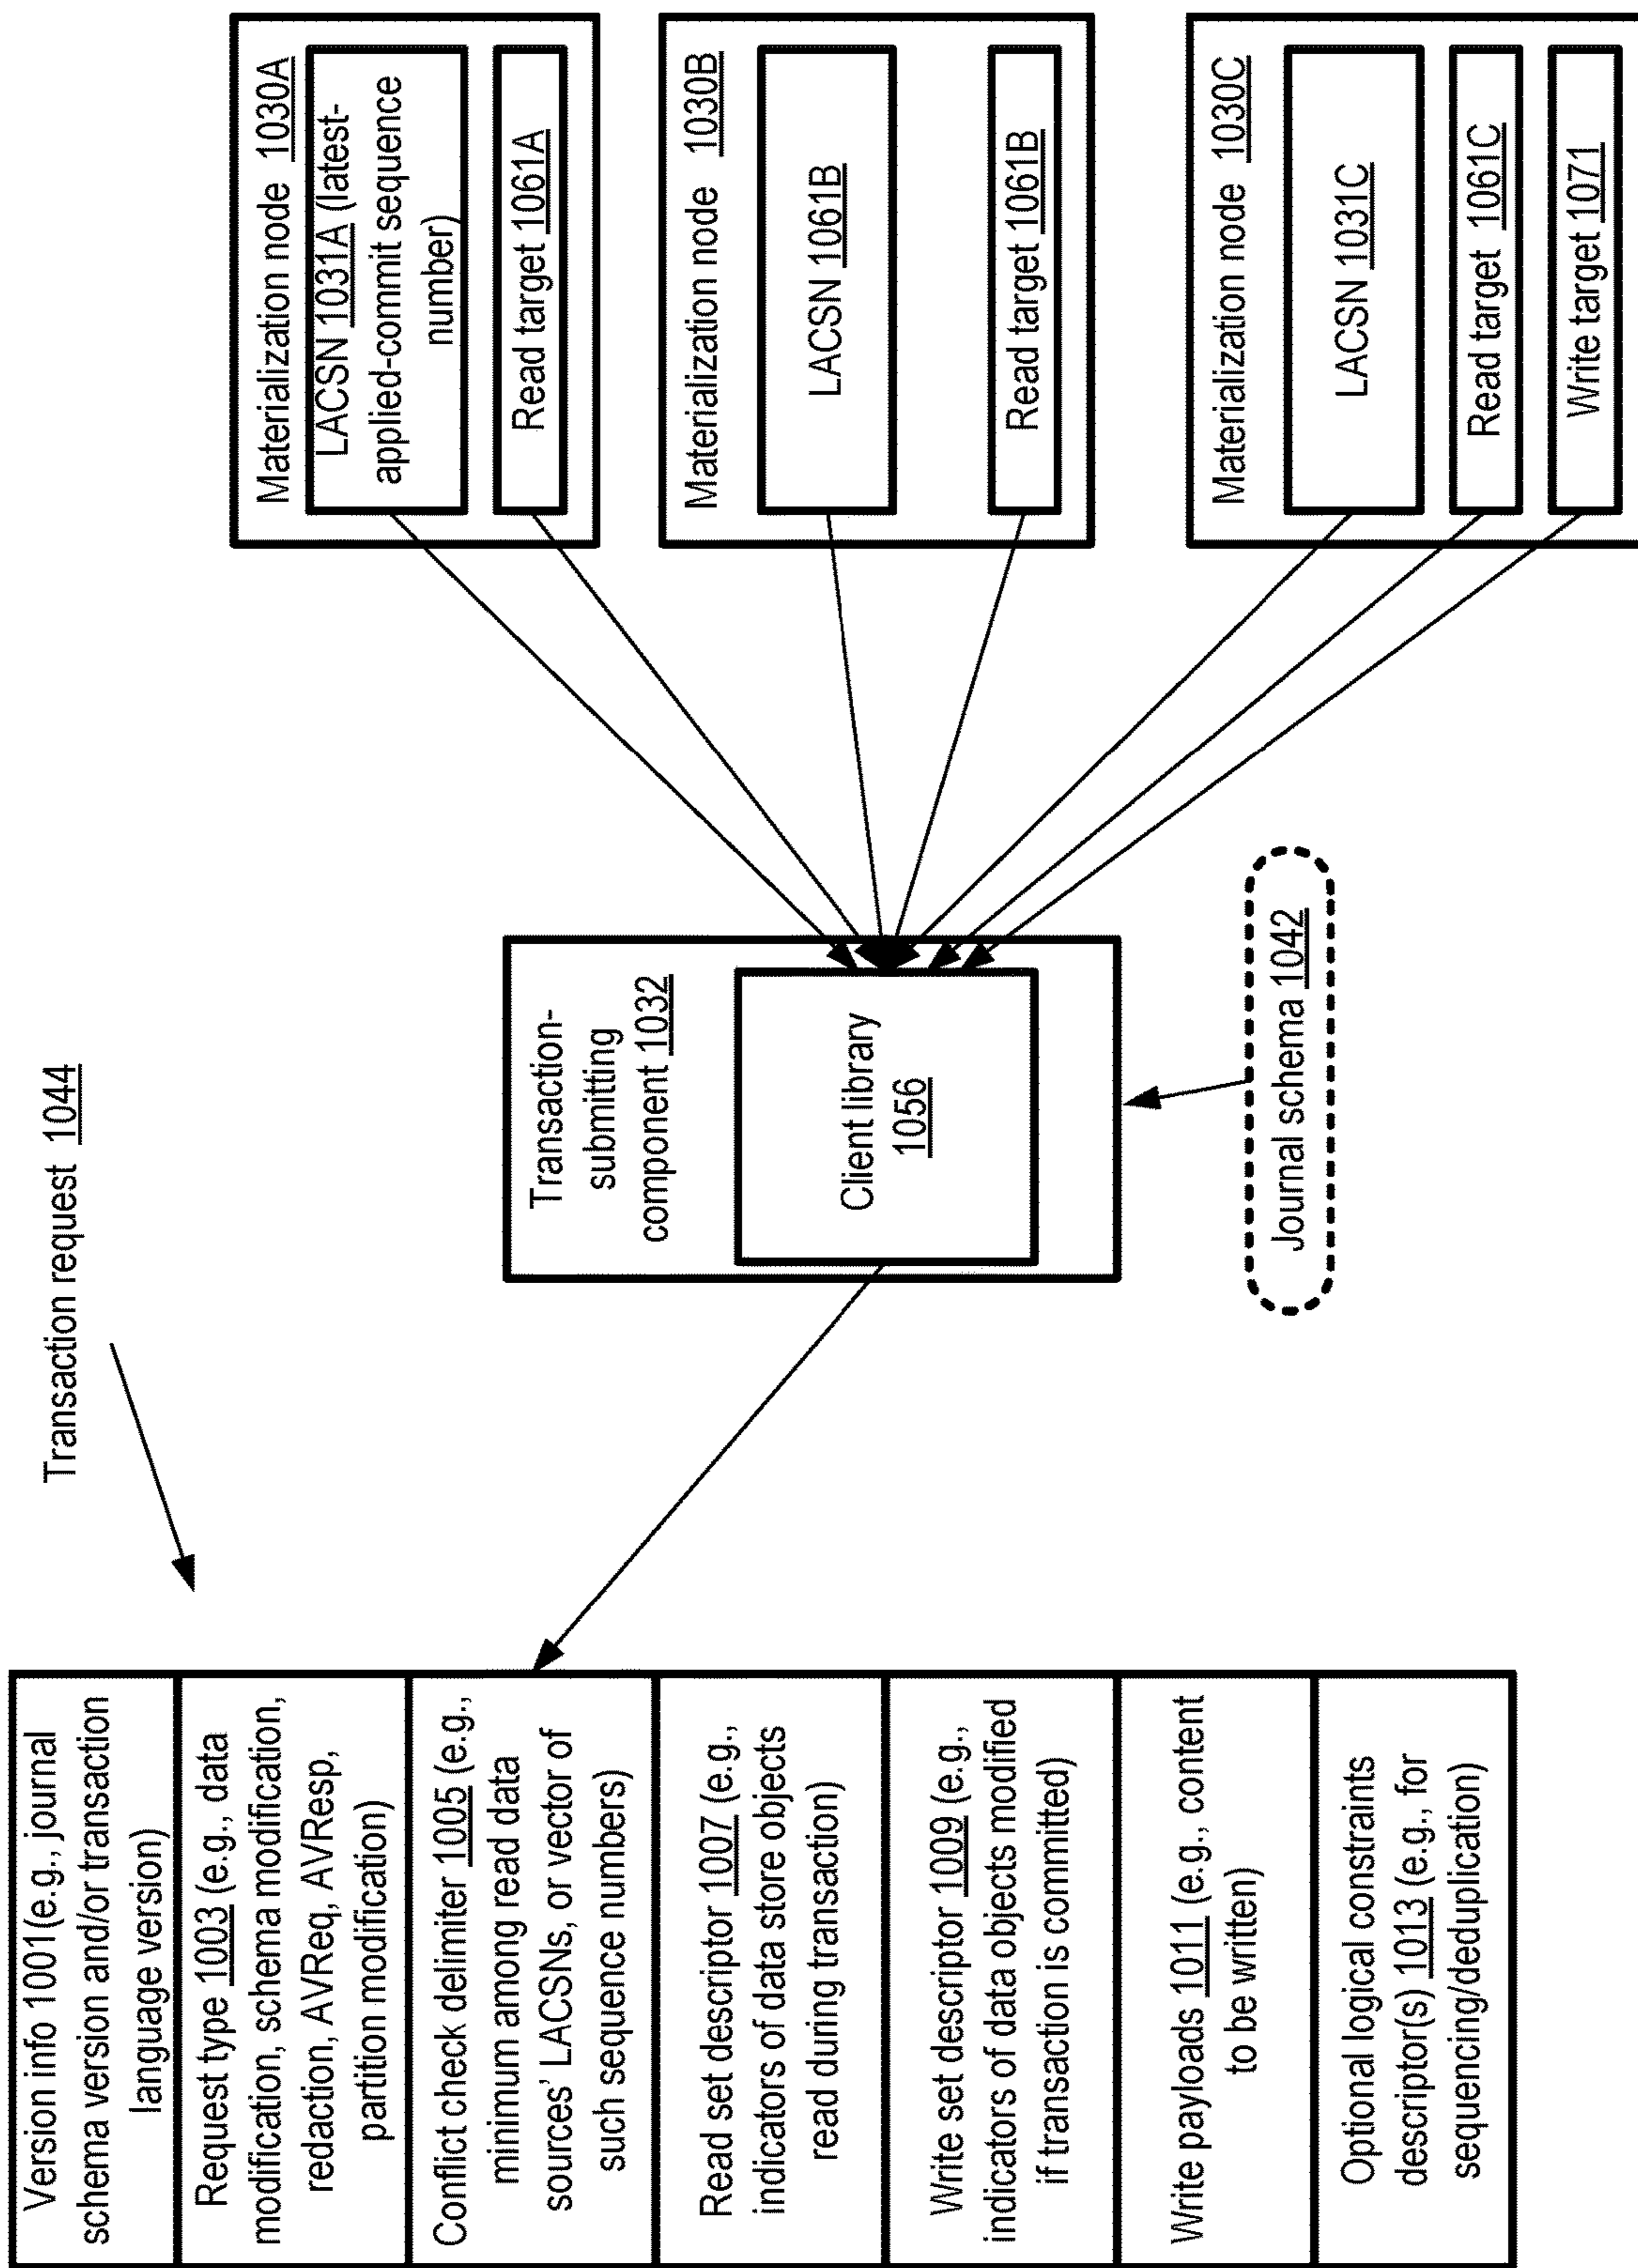 Transaction request 1044
Version info 1001(e.g., journal
schema version and/or transaction
language version)
Request type 1003 (e.g., data
modification, schema modification,
redaction, AVReq, AVResp,
partition modification)
Conflict check delimiter 1005 (e.g.,
minimum among read data
sources' LACSNs, or vector of
such sequence numbers)
Read set descriptor 1007 (e.g.,
indicators of data store objects
read during transaction)
Write set descriptor 1009 (e.g.,
indicators of data objects modified
if transaction is committed)
Write payloads 1011 (e.g., content
to be written)
Optional logical constraints
descriptor(s) 1013 (e.g., for
sequencing/deduplication)
Transaction-
submitting
component 1032
Client library
1056
Journal schema 1042
Materialization node 1030A
LACSN 1031A (latest-
applied-commit sequence
number)
Read target 1061A
Materialization node 1030B
LACSN 1061B
Read target 1061B
Materialization node 1030C
LACSN 1031C
Read target 1061C
Write target 1071